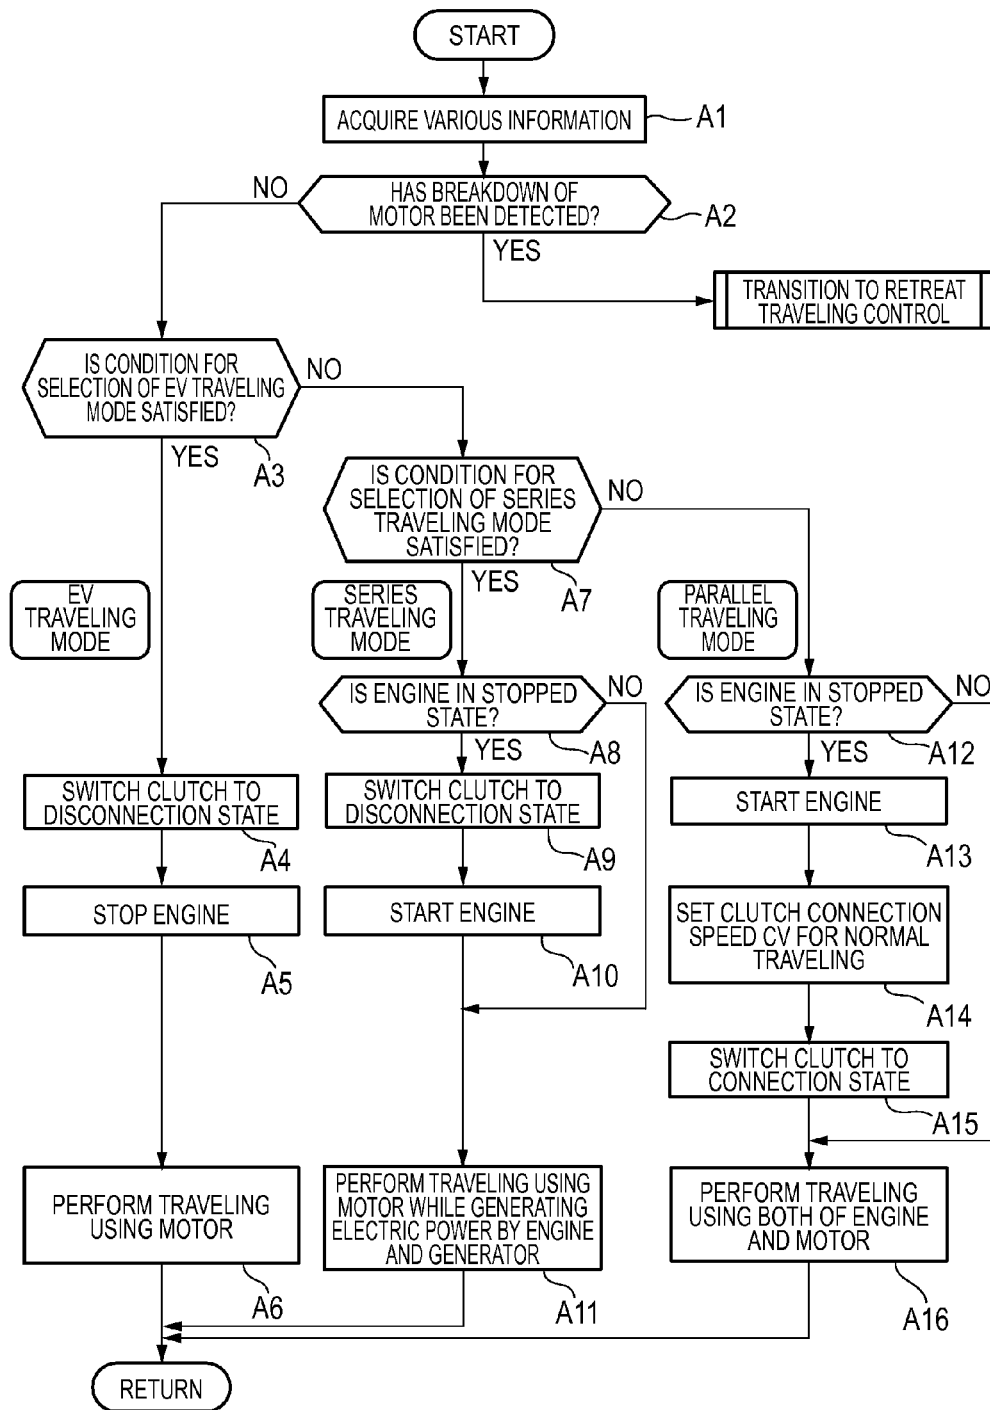 START
ACQUIRE VARIOUS INFORMATION
A1
HAS BREAKDOWN OF
MOTOR BEEN DETECTED?
A2
NO
YES
TRANSITION TO RETREAT
TRAVELING CONTROL
IS CONDITION FOR
SELECTION OF EV TRAVELING
MODE SATISFIED?
NO
YES
A3
IS CONDITION FOR
SELECTION OF SERIES
TRAVELING MODE
SATISFIED?
NO
YES
A7
EV
TRAVELING
MODE
SERIES
TRAVELING
MODE
PARALLEL
TRAVELING
MODE
IS ENGINE IN STOPPED
STATE?
NO
YES
A8
IS ENGINE IN STOPPED
STATE?
NO
YES
A12
SWITCH CLUTCH TO
DISCONNECTION STATE
A4
SWITCH CLUTCH TO
DISCONNECTION STATE
A9
START ENGINE
A13
STOP ENGINE
A5
START ENGINE
A10
SET CLUTCH CONNECTION
SPEED CV FOR NORMAL
TRAVELING
A14
SWITCH CLUTCH TO
CONNECTION STATE
A15
PERFORM TRAVELING
USING MOTOR
A6
PERFORM TRAVELING USING
MOTOR WHILE GENERATING
ELECTRIC POWER BY ENGINE
AND GENERATOR
A11
PERFORM TRAVELING
USING BOTH OF ENGINE
AND MOTOR
A16
RETURN